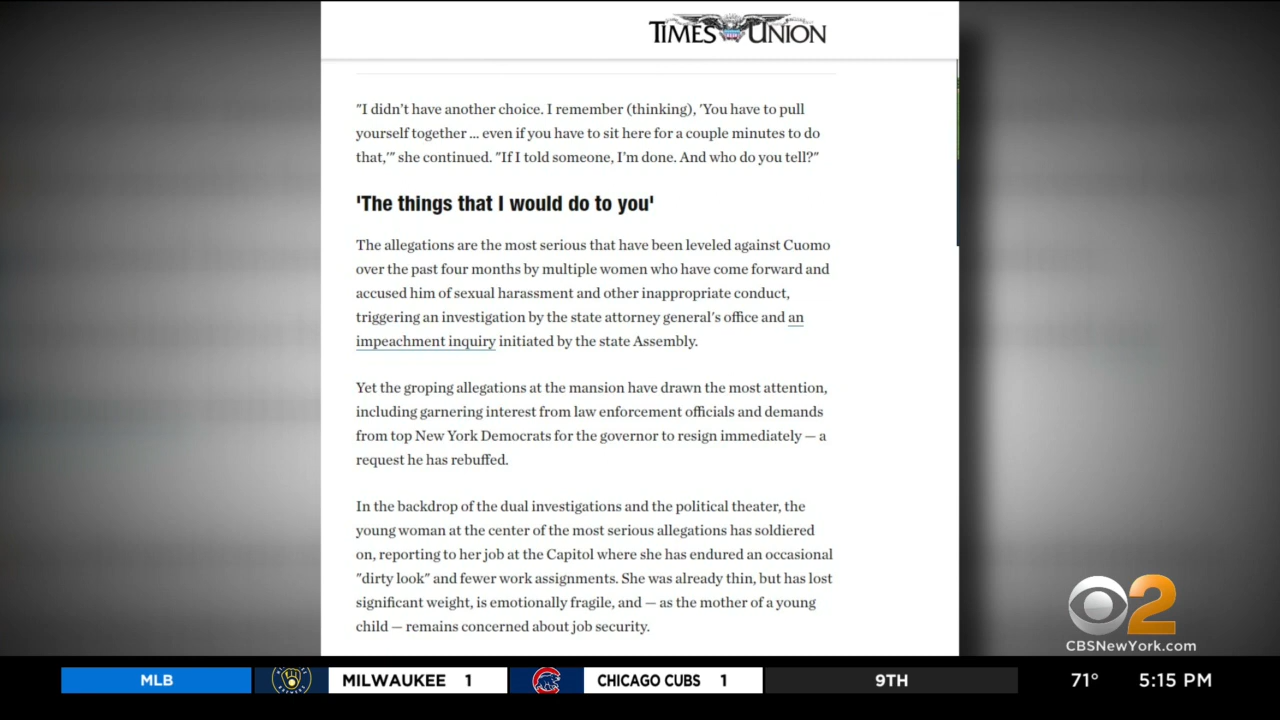 TIMES UNION
"I didn't have another choice. I remember (thinking), 'You have to pull
yourself together ... even if you have to sit here for a couple minutes to do
that,'" she continued. "If I told someone, I'm done. And who do you tell?"
'The things that I would do to you'
The allegations are the most serious that have been leveled against Cuomo
over the past four months by multiple women who have come forward and
accused him of sexual harassment and other inappropriate conduct,
triggering an investigation by the state attorney general's office and an
impeachment inquiry initiated by the state Assembly.
Yet the groping allegations at the mansion have drawn the most attention,
including garnering interest from law enforcement officials and demands
from top New York Democrats for the governor to resign immediately — a
request he has rebuffed.
In the backdrop of the dual investigations and the political theater, the
young woman at the center of the most serious allegations has soldiered
on, reporting to her job at the Capitol where she has endured an occasional
"dirty look" and fewer work assignments. She was already thin, but has lost
significant weight, is emotionally fragile, and — as the mother of a young
child — remains concerned about job security.
2
CBSNewYork.com
MLB MILWAUKEE 1 CHICAGO CUBS 1 9TH 71° 5:15 PM